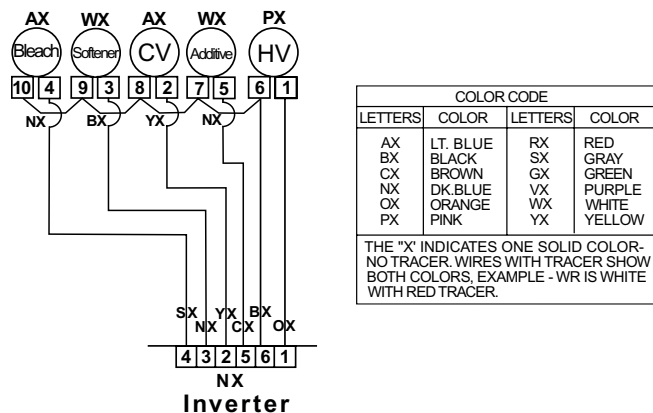 AX WX AX WX PX
Bleach Softener CV Additive HV
10 4 9 3 8 2 7 5 6 1
NX BX YX NX
SX NX YX CX BX OX
4 3 2 5 6 1
NX
Inverter
COLOR CODE
LETTERS COLOR LETTERS COLOR
AX LT. BLUE RX RED
BX BLACK SX GRAY
CX BROWN GX GREEN
NX DK.BLUE VX PURPLE
OX ORANGE WX WHITE
PX PINK YX YELLOW
THE "X' INDICATES ONE SOLID COLOR-
NO TRACER. WIRES WITH TRACER SHOW
BOTH COLORS, EXAMPLE - WR IS WHITE
WITH RED TRACER.